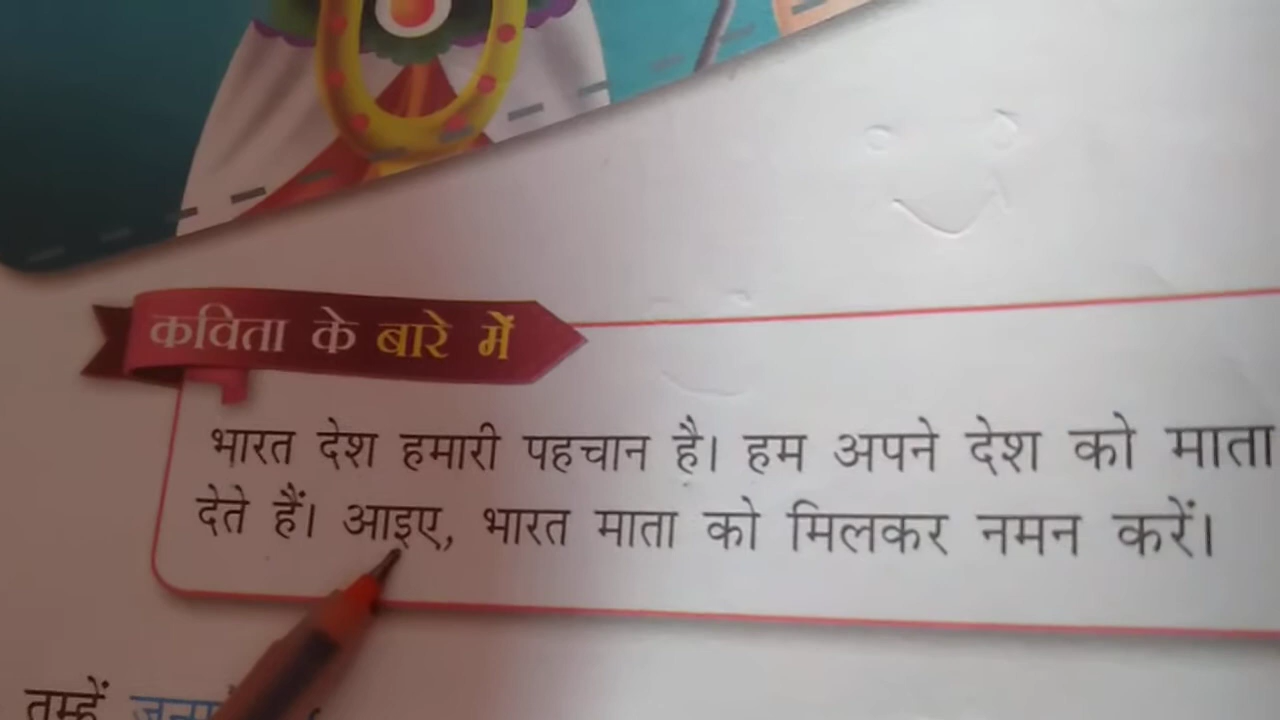 कविता के बारे में
भारत देश हमारी पहचान है। हम अपने देश को माता
देते हैं। आइए, भारत माता को मिलकर नमन करें।
तुम्हें